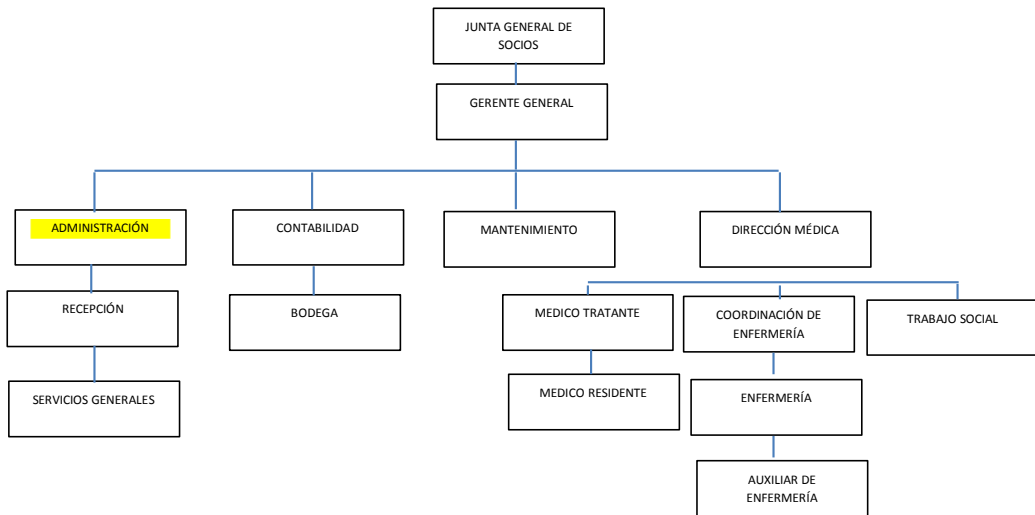 JUNTA GENERAL DE
SOCIOS
GERENTE GENERAL
ADMINISTRACIÓN
CONTABILIDAD
MANTENIMIENTO
DIRECCIÓN MÉDICA
RECEPCIÓN
BODEGA
MEDICO TRATANTE
COORDINACIÓN DE
ENFERMERÍA
TRABAJO SOCIAL
SERVICIOS GENERALES
MEDICO RESIDENTE
ENFERMERÍA
AUXILIAR DE
ENFERMERÍA